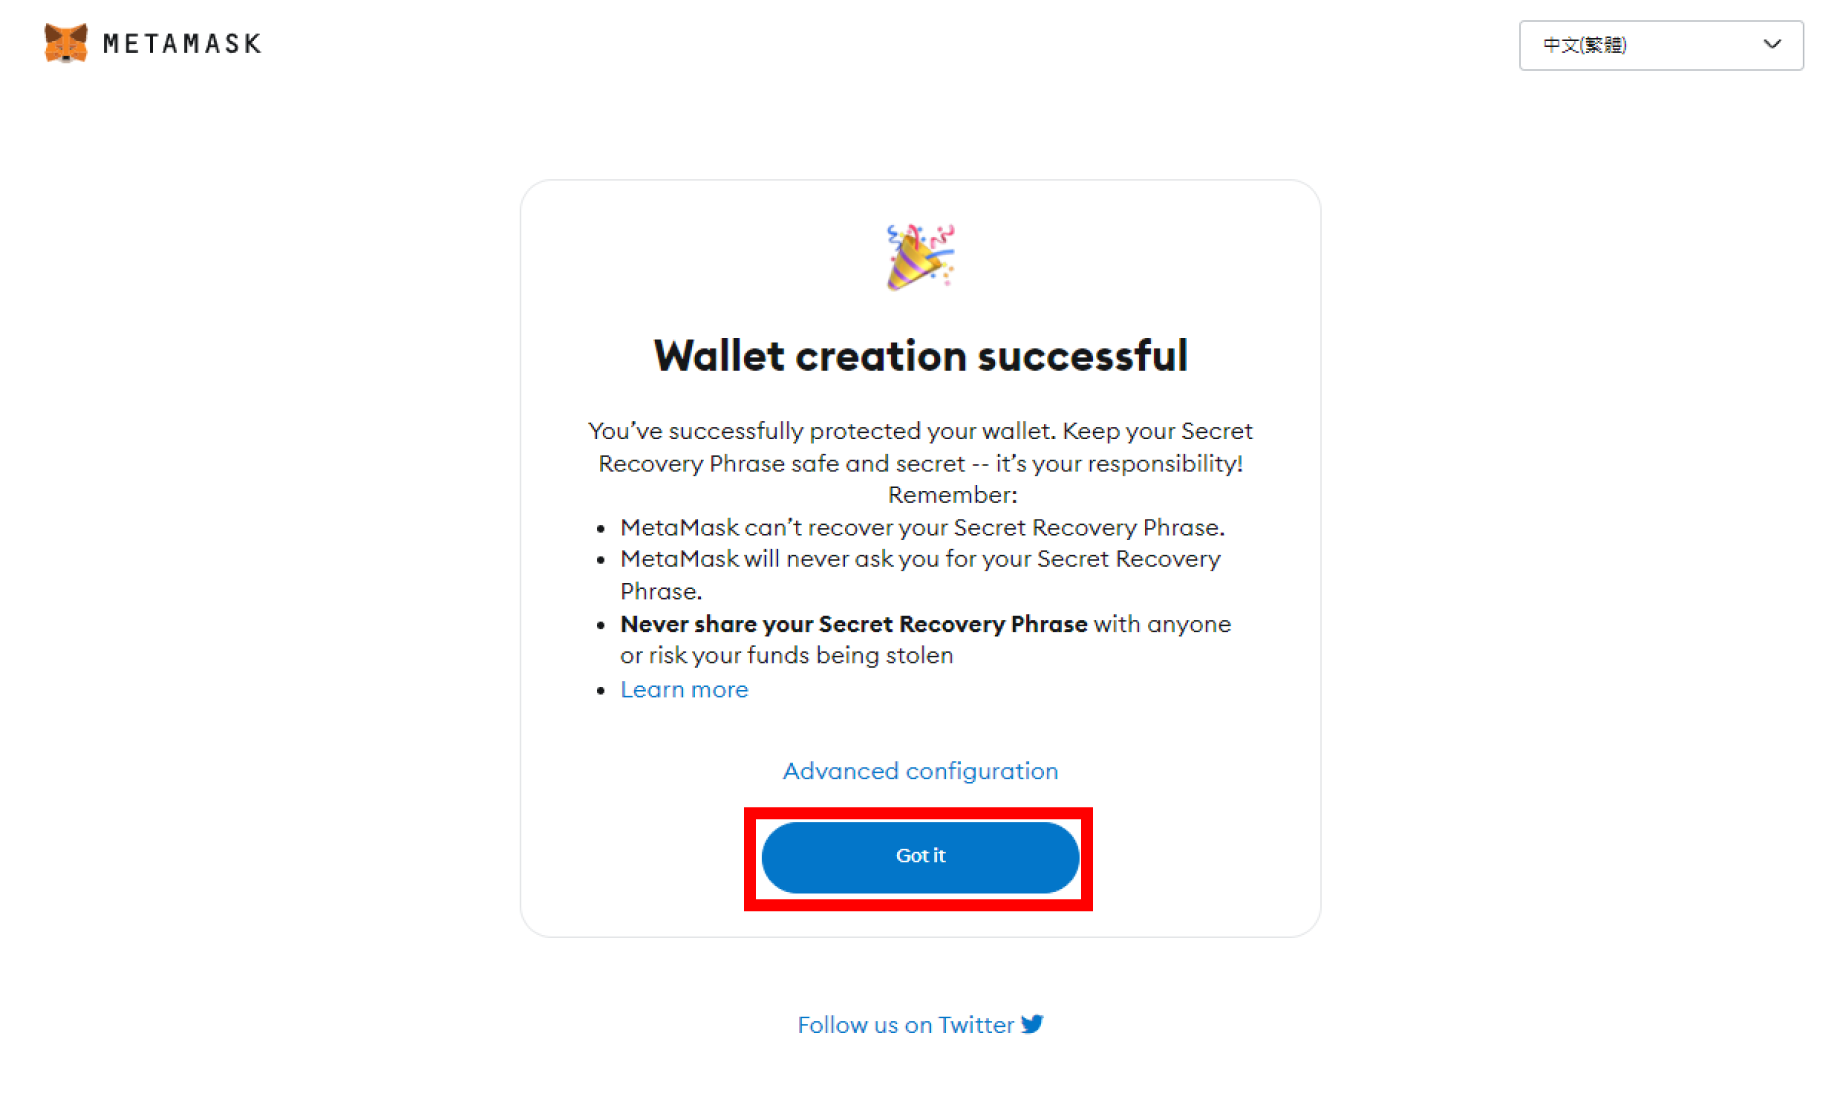 METAMASK
中文(繁體)
Wallet creation successful
You’ve successfully protected your wallet. Keep your Secret
Recovery Phrase safe and secret -- it’s your responsibility!
Remember:
• MetaMask can’t recover your Secret Recovery Phrase.
• MetaMask will never ask you for your Secret Recovery
Phrase.
• Never share your Secret Recovery Phrase with anyone
or risk your funds being stolen
• Learn more
Advanced configuration
Got it
Follow us on Twitter